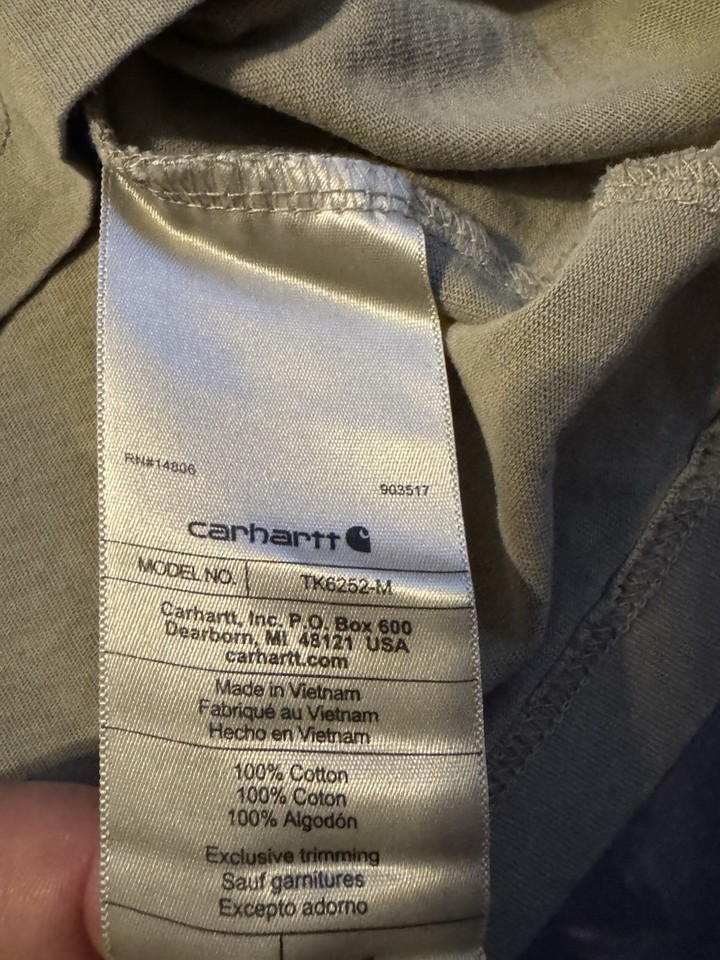 RN#14806
903517
carhartt
MODEL NO. TK6252-M
Carhartt, Inc. P.O. Box 600
Dearborn, MI 48121 USA
carhartt.com
Made in Vietnam
Fabriqué au Vietnam
Hecho en Vietnam
100% Cotton
100% Coton
100% Algodón
Exclusive trimming
Sauf garnitures
Excepto adorno